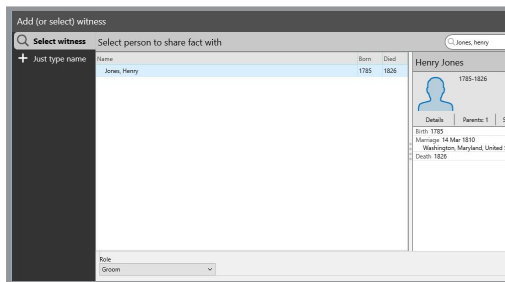 Add (or select) witness
Select witness
Just type name
Select person to share fact with
Jones, henry
Name Born Died
Jones, Henry 1785 1826
Henry Jones
1785-1826
Details Parents: 1 S
Birth 1785
Marriage 14 Mar 1810
Washington, Maryland, United
Death 1826
Role
Groom